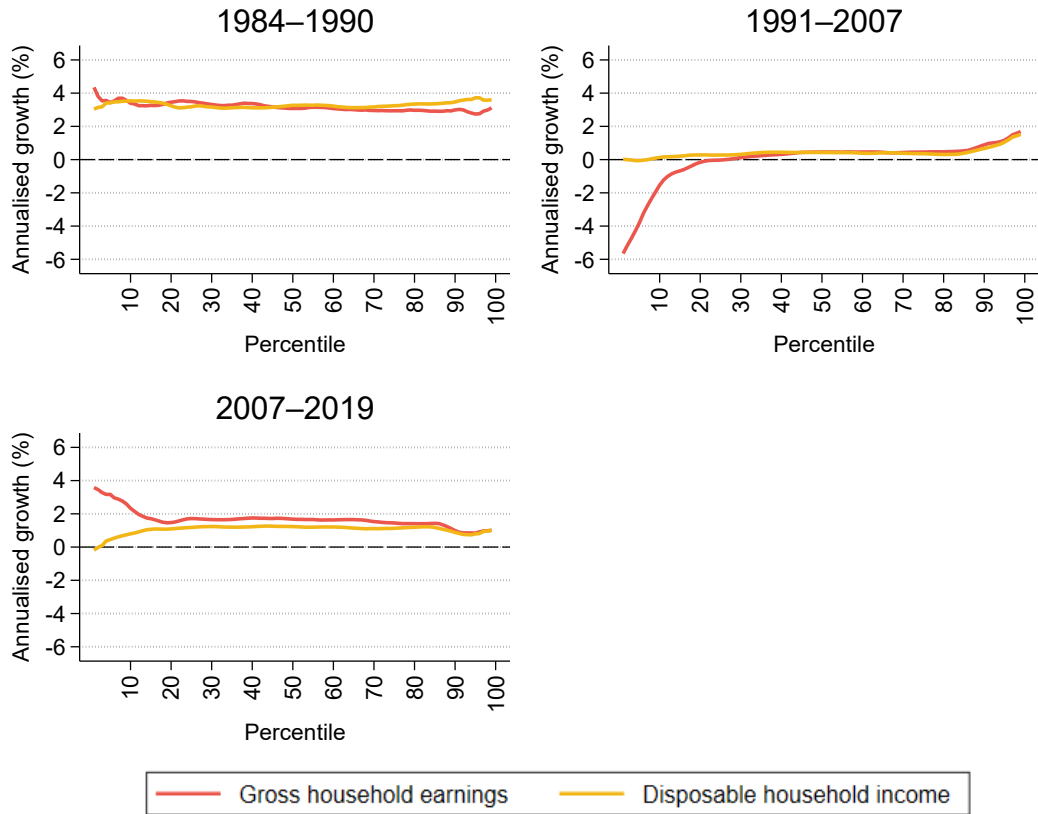 1984–1990
Annualised growth (%)
6
4
2
0
-2
-4
-6
10 20 30 40 50 60 70 80 90 100
Percentile
1991–2007
Annualised growth (%)
6
4
2
0
-2
-4
-6
10 20 30 40 50 60 70 80 90 100
Percentile
2007–2019
Annualised growth (%)
6
4
2
0
-2
-4
-6
10 20 30 40 50 60 70 80 90 100
Percentile
Gross household earnings Disposable household income